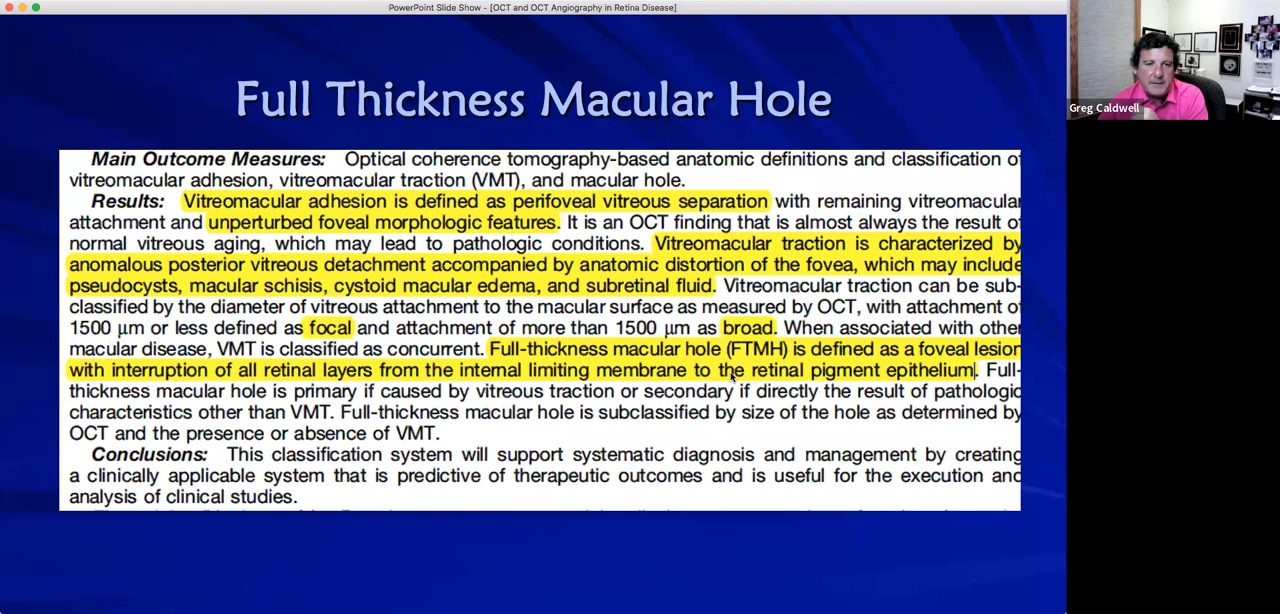 PowerPoint Slide Show - [OCT and OCT Angiography in Retina Disease]
Greg Caldwell
Full Thickness Macular Hole
Main Outcome Measures: Optical coherence tomography-based anatomic definitions and classification of
vitreomacular adhesion, vitreomacular traction (VMT), and macular hole.
Results: Vitreomacular adhesion is defined as perifoveal vitreous separation with remaining vitreomacular
attachment and unperturbed foveal morphologic features. It is an OCT finding that is almost always the result of
normal vitreous aging, which may lead to pathologic conditions. Vitreomacular traction is characterized by
anomalous posterior vitreous detachment accompanied by anatomic distortion of the fovea, which may include
pseudocysts, macular schisis, cystoid macular edema, and subretinal fluid. Vitreomacular traction can be sub-
classified by the diameter of vitreous attachment to the macular surface as measured by OCT, with attachment of
1500 μm or less defined as focal and attachment of more than 1500 μm as broad. When associated with other
macular disease, VMT is classified as concurrent. Full-thickness macular hole (FTMH) is defined as a foveal lesion
with interruption of all retinal layers from the internal limiting membrane to the retinal pigment epithelium. Full-
thickness macular hole is primary if caused by vitreous traction or secondary if directly the result of pathologic
characteristics other than VMT. Full-thickness macular hole is subclassified by size of the hole as determined by
OCT and the presence or absence of VMT.
Conclusions: This classification system will support systematic diagnosis and management by creating
a clinically applicable system that is predictive of therapeutic outcomes and is useful for the execution and
analysis of clinical studies.